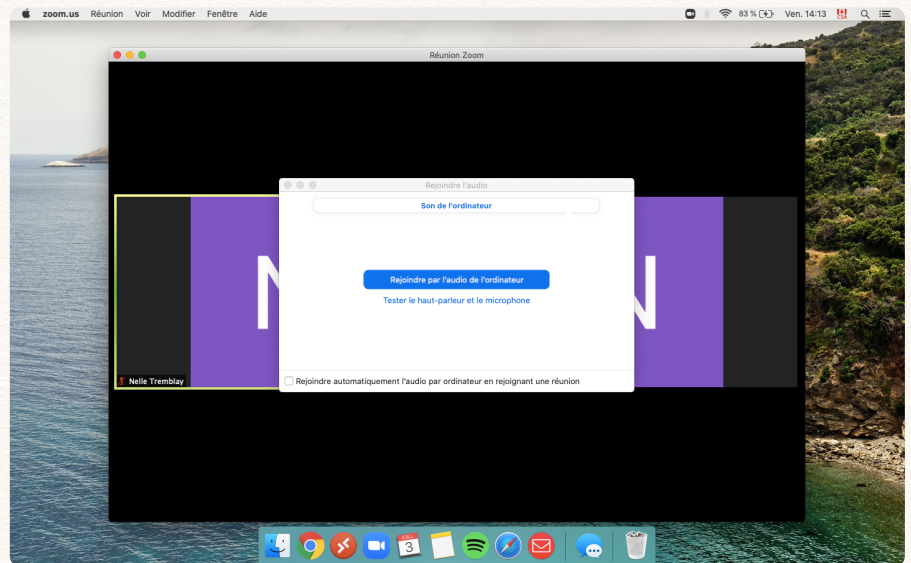 zoom.us Réunion Voir Modifier Fenêtre Aide 83 % Ven. 14:13
Réunion Zoom
Rejoindre l'audio
Son de l'ordinateur
N N
Rejoindre par l'audio de l'ordinateur
Tester le haut-parleur et le microphone
Nelle Tremblay
Rejoindre automatiquement l'audio par ordinateur en rejoignant une réunion
3